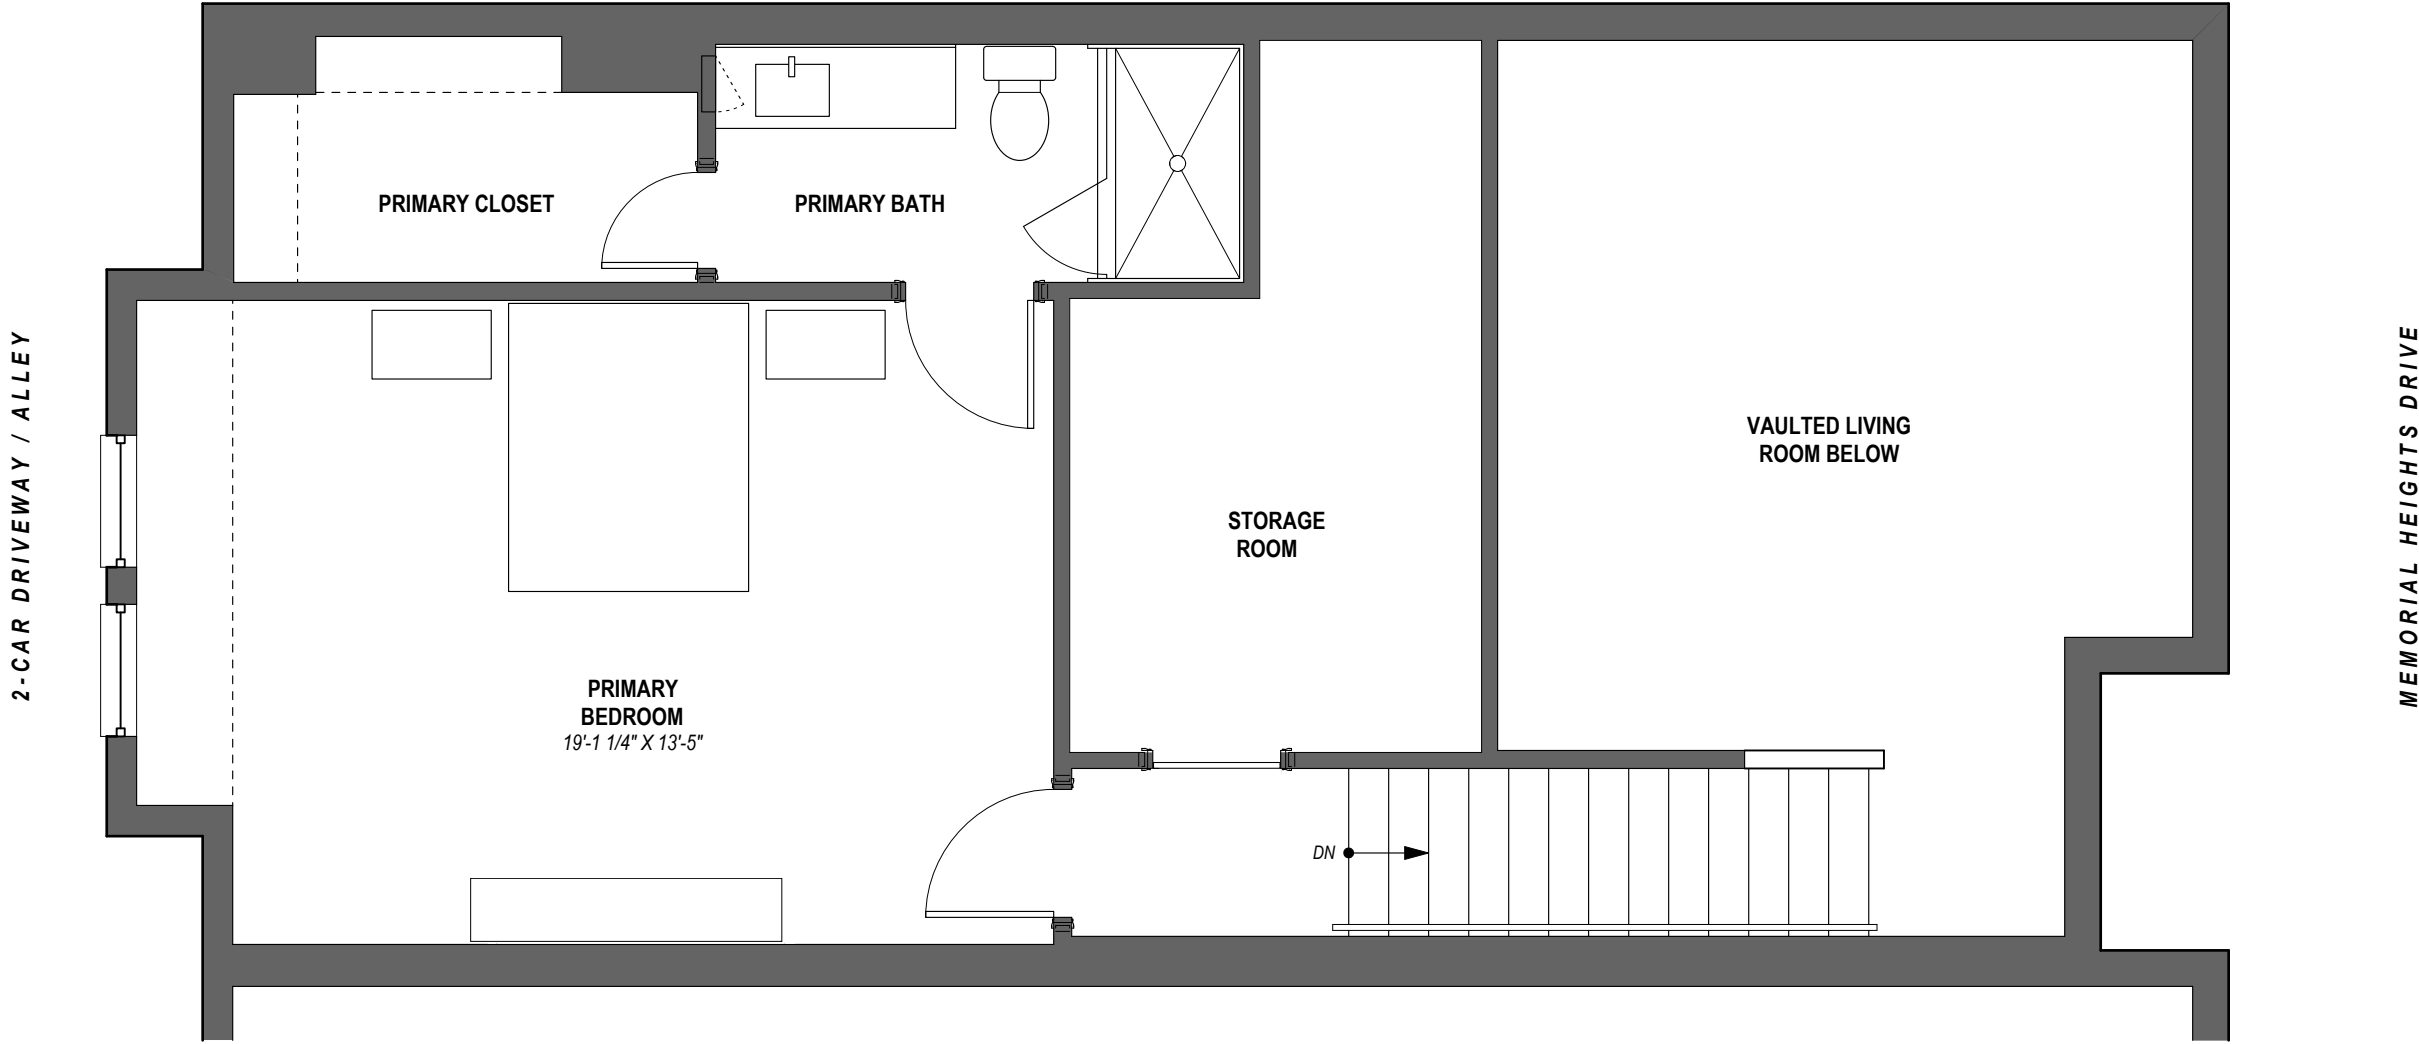 2-CAR DRIVEWAY / ALLEY
PRIMARY CLOSET
PRIMARY BATH
PRIMARY
BEDROOM
19'-1 1/4" X 13'-5"
STORAGE
ROOM
VAULTED LIVING
ROOM BELOW
DN
MEMORIAL HEIGHTS DRIVE